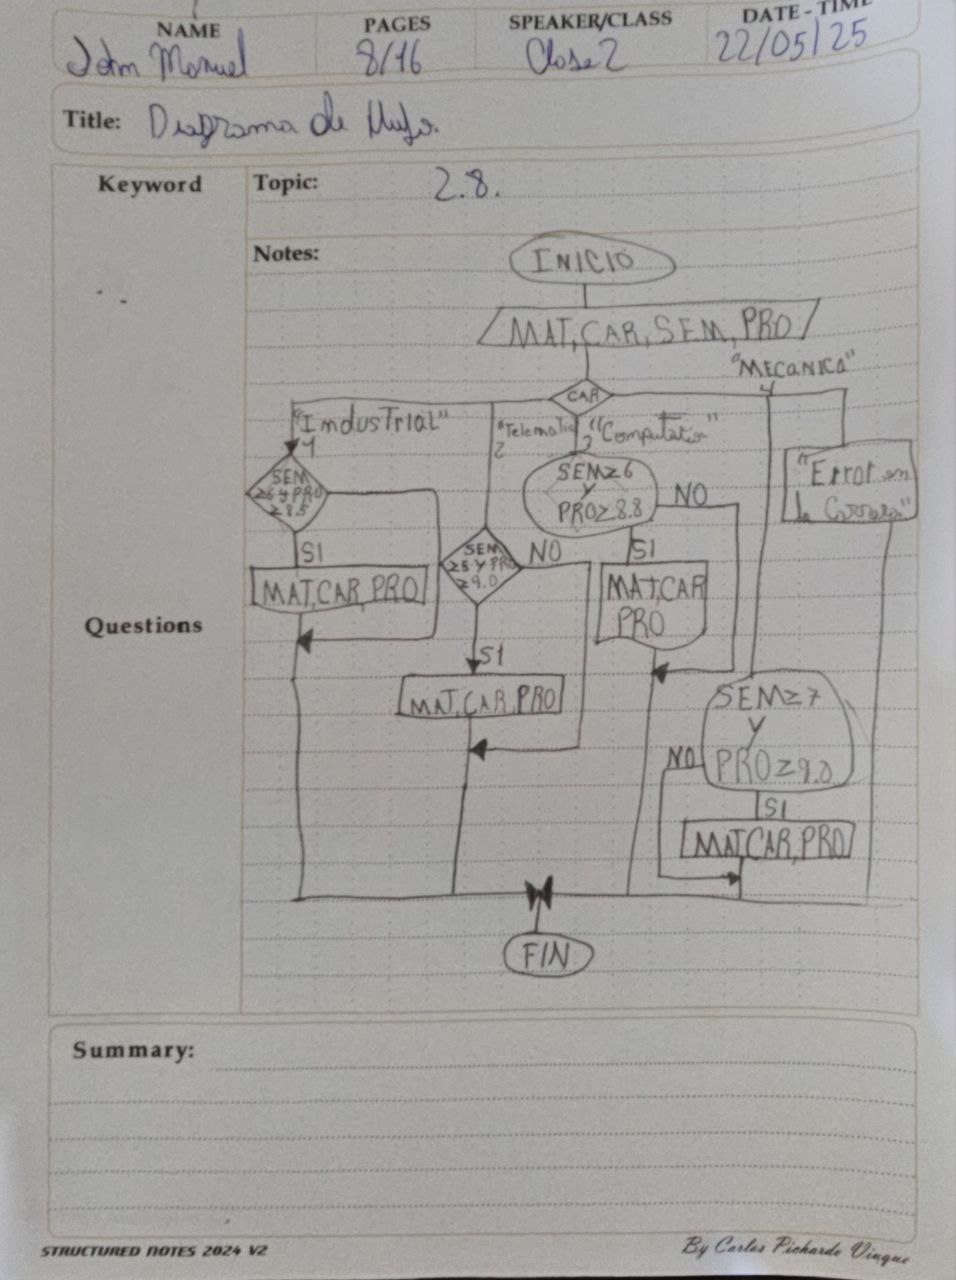 NAME
PAGES
SPEAKER/CLASS
DATE - TIME
John Manuel
8/16
Clase 2
22/05/25
Title: Diagrama de
Keyword
Topic: 2.8.
Notes:
INICIO
MAT, CAR, SEM, PRO
"MECANICA"
4
CAR
"Industrial"
1
"Telematic
2
"Computation"
3
SEM
≥6 y PRO
≥8.5
SEM≥6
Y
PRO≥8.8
NO
"Error en
la Carrera"
SI
MAT,CAR,PRO
SEM
≥5 y PRO
≥9.0
NO
SI
MAT,CAR
PRO
Questions
SI
MAT,CAR,PRO
SEM≥7
Y
PRO≥9.0
NO
SI
MAT,CAR,PRO
FIN
Summary:
STRUCTURED NOTES 2024 V2
By Carlos Pichardo Vinque